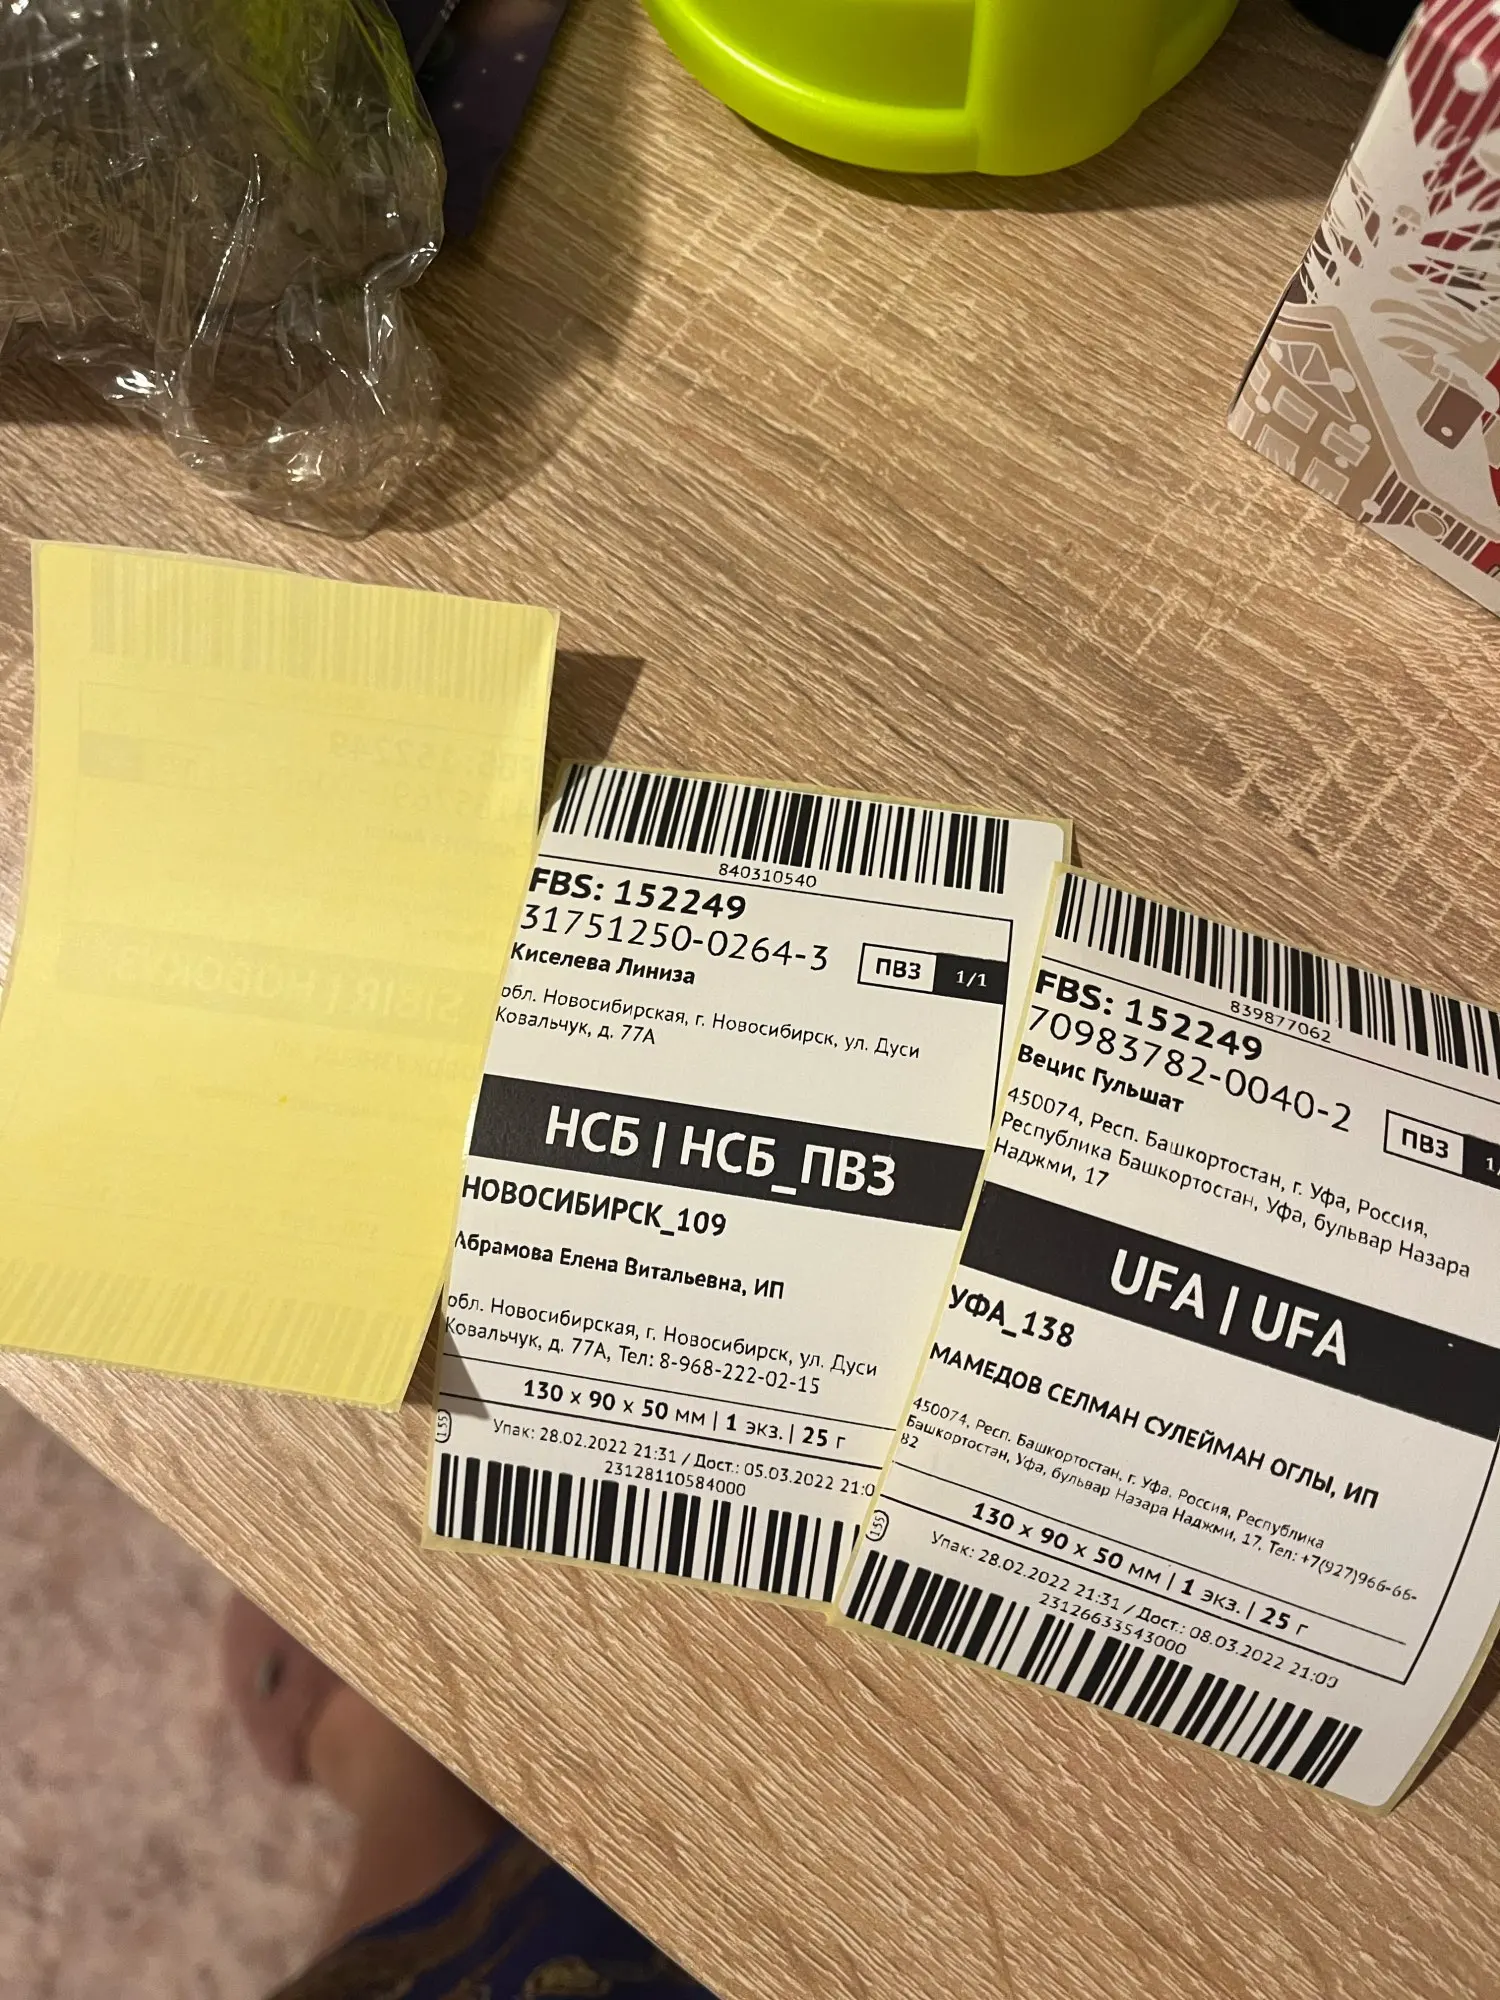 152249
840310540
FBS: 152249
31751250-0264-3
ПВЗ 1/1
Киселева Линиза
обл. Новосибирская, г. Новосибирск, ул. Дуси
Ковальчук, д. 77А
НСБ | НСБ_ПВЗ
НОВОСИБИРСК_109
Абрамова Елена Витальевна, ИП
обл. Новосибирская, г. Новосибирск, ул. Дуси
Ковальчук, д. 77А, Тел: 8-968-222-02-15
130 x 90 x 50 мм | 1 экз. | 25 г
155
Упак: 28.02.2022 21:31 / Дост.: 05.03.2022 21:0
23128110584000
839877062
FBS: 152249
70983782-0040-2
ПВЗ 1/
Вецис Гульшат
450074, Респ. Башкортостан, г. Уфа, Россия,
Республика Башкортостан, Уфа, бульвар Назара
Наджми, 17
UFA | UFA
УФА_138
МАМЕДОВ СЕЛМАН СУЛЕЙМАН ОГЛЫ, ИП
450074, Респ. Башкортостан, г. Уфа, Россия, Республика
Башкортостан, Уфа, бульвар Назара Наджми, 17, Тел: +7(927)966-66-
82
130 x 90 x 50 мм | 1 экз. | 25 г
155
Упак: 28.02.2022 21:31 / Дост.: 08.03.2022 21:00
23126633543000